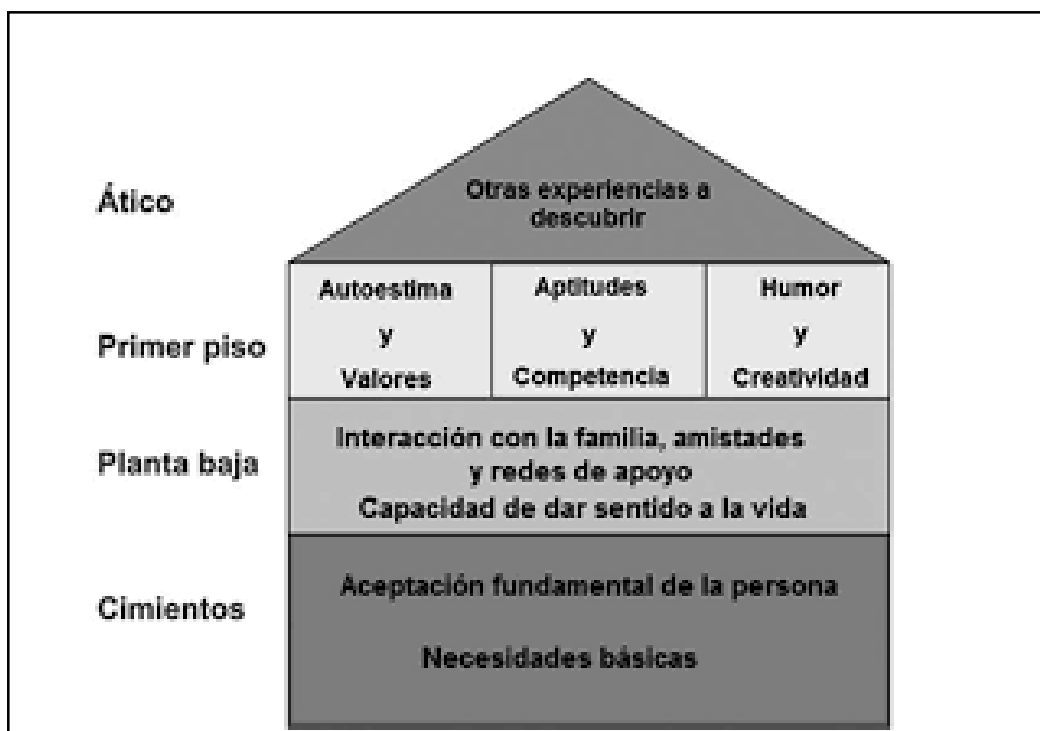 Ático
Otras experiencias a
descubrir
Primer piso
Autoestima
y
Valores
Aptitudes
y
Competencia
Humor
y
Creatividad
Planta baja
Interacción con la familia, amistades
y redes de apoyo
Capacidad de dar sentido a la vida
Cimientos
Aceptación fundamental de la persona
Necesidades básicas